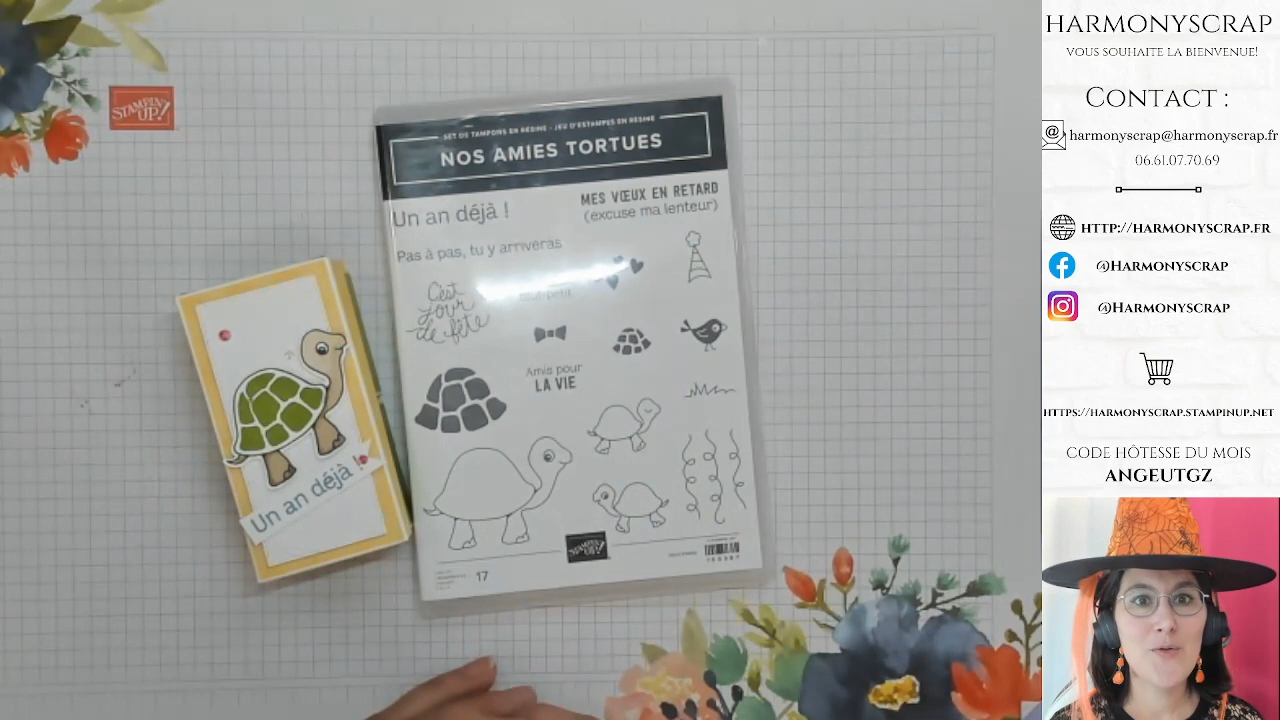 STAMPIN' UP!
SET DE TAMPONS EN RÉSINE • JEU D'ESTAMPES EN RÉSINE
NOS AMIES TORTUES
Un an déjà !
MES VŒUX EN RETARD
(excuse ma lenteur)
Pas à pas, tu y arriveras
C'est
jour
de fête
Amis pour
LA VIE
STAMPIN' UP!
17
Un an déjà !
HARMONYSCRAP
VOUS SOUHAITE LA BIENVENUE!
CONTACT :
harmonyscrap@harmonyscrap.fr
06.61.07.70.69
HTTP://HARMONYSCRAP.FR
@HARMONYSCRAP
@HARMONYSCRAP
HTTPS://HARMONYSCRAP.STAMPINUP.NET
CODE HÔTESSE DU MOIS
ANGEUTGZ